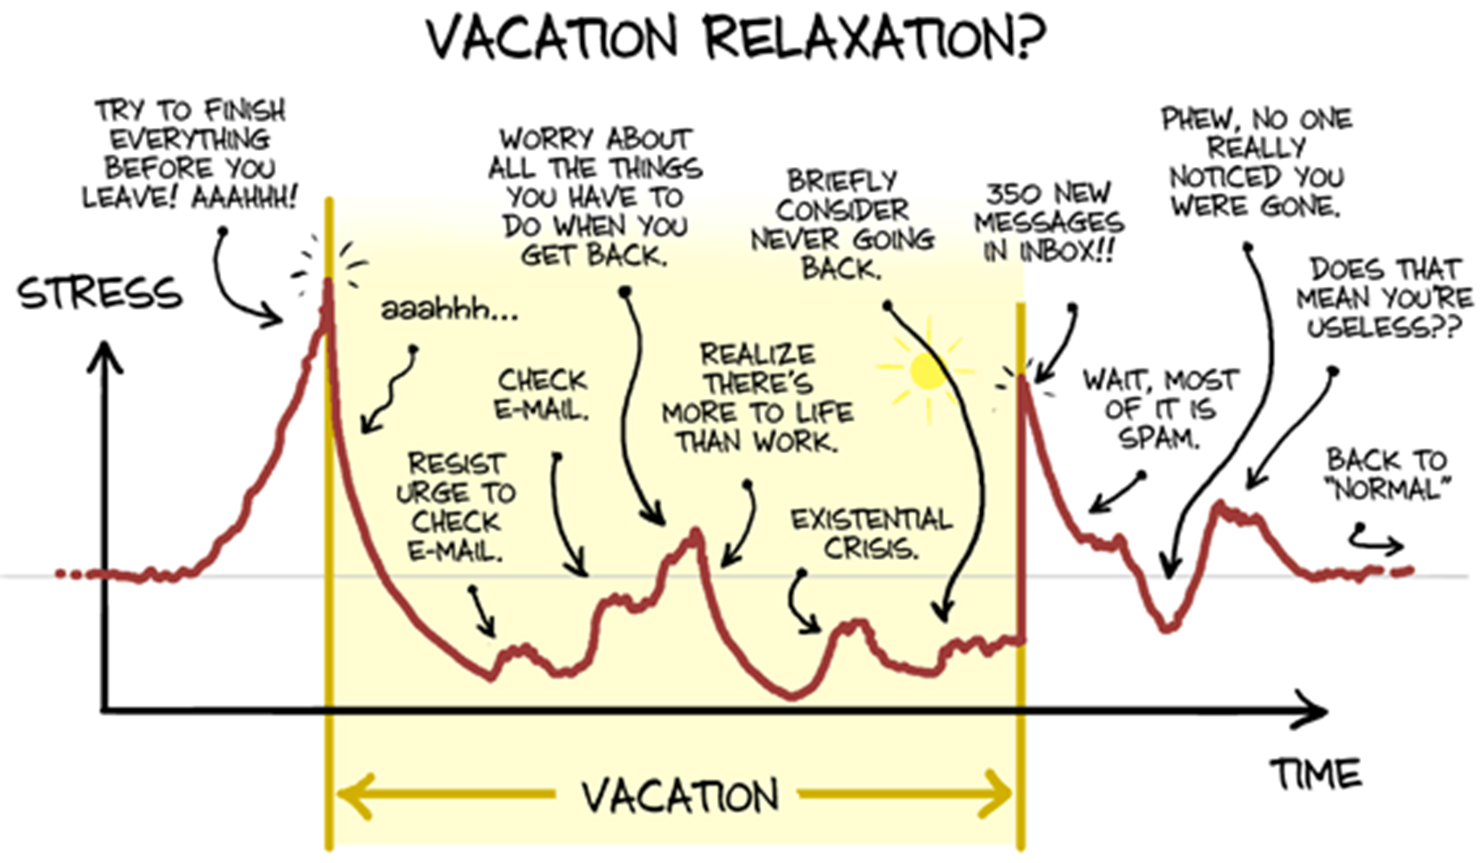 VACATION RELAXATION?
TRY TO FINISH
EVERYTHING
BEFORE YOU
LEAVE! AAAHHH!
STRESS
aaahhh...
RESIST
URGE TO
CHECK
E-MAIL.
CHECK
E-MAIL.
WORRY ABOUT
ALL THE THINGS
YOU HAVE TO
DO WHEN YOU
GET BACK.
REALIZE
THERE'S
MORE TO LIFE
THAN WORK.
EXISTENTIAL
CRISIS.
BRIEFLY
CONSIDER
NEVER GOING
BACK.
350 NEW
MESSAGES
IN INBOX!!
WAIT, MOST
OF IT IS
SPAM.
PHEW, NO ONE
REALLY
NOTICED YOU
WERE GONE.
DOES THAT
MEAN YOU'RE
USELESS??
BACK TO
"NORMAL"
TIME
VACATION